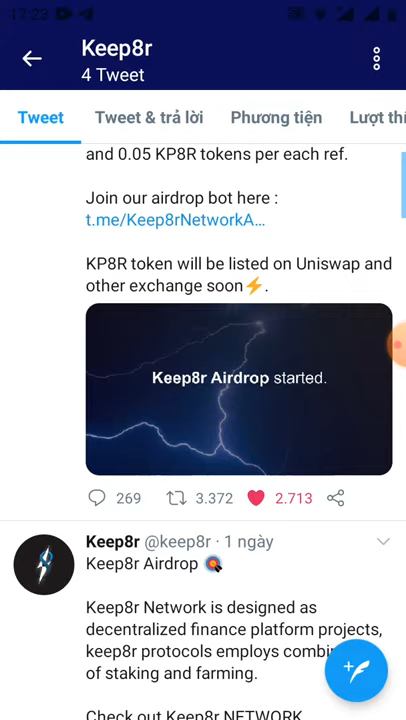 17:23
Keep8r
4 Tweet
Tweet
Tweet & trả lời
Phương tiện
Lượt thí
and 0.05 KP8R tokens per each ref.
Join our airdrop bot here :
t.me/Keep8rNetworkA...
KP8R token will be listed on Uniswap and
other exchange soon⚡.
Keep8r Airdrop started.
269
3.372
2.713
Keep8r @keep8r · 1 ngày
Keep8r Airdrop 🎯
Keep8r Network is designed as
decentralized finance platform projects,
keep8r protocols employs combi
of staking and farming.
Check out Keep8r NETWORK